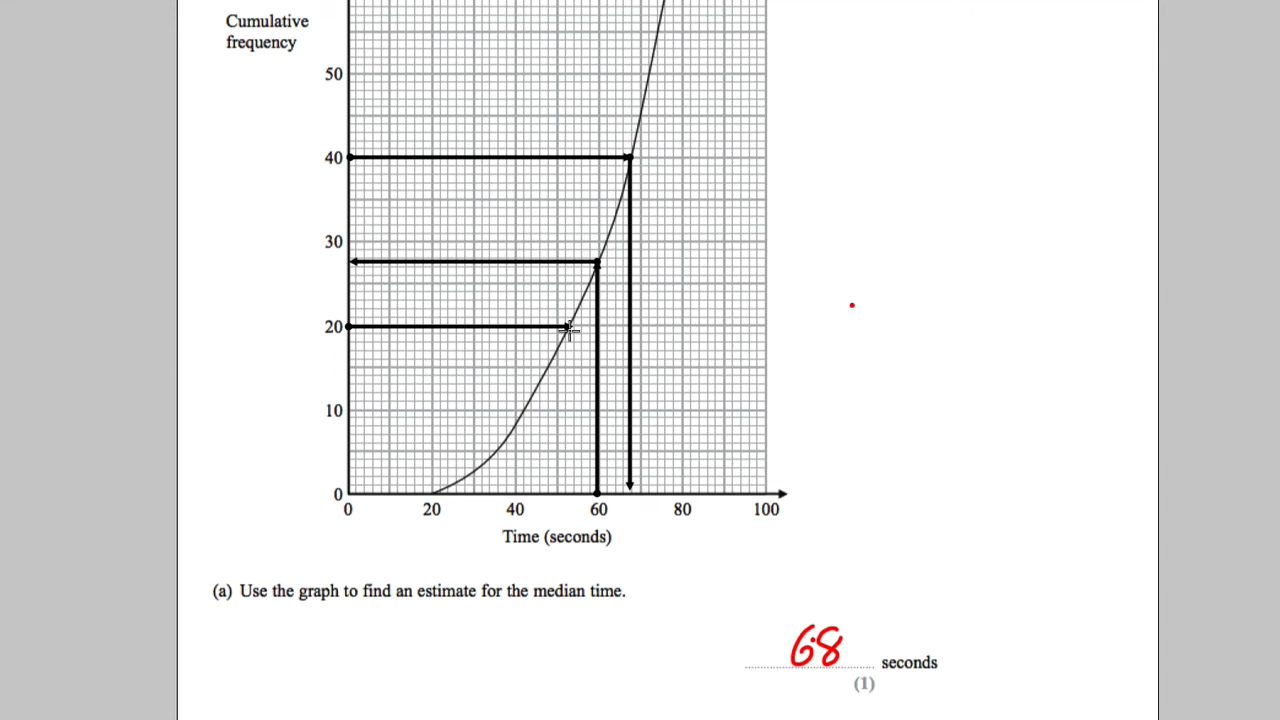 Cumulative
frequency
50
40
30
20
10
0
0 20 40 60 80 100
Time (seconds)
(a) Use the graph to find an estimate for the median time.
68 seconds
(1)